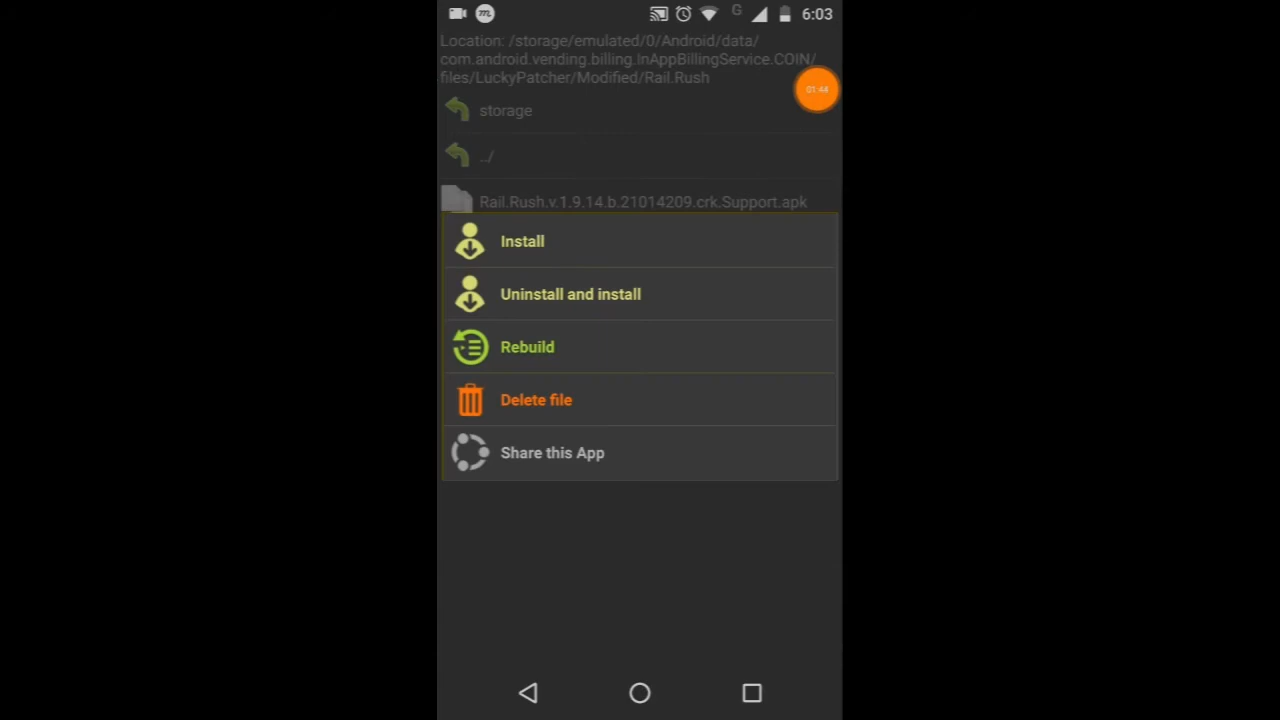 G 6:03
Location: /storage/emulated/0/Android/data/
com.android.vending.billing.InAppBillingService.COIN/
files/LuckyPatcher/Modified/Rail.Rush
01:44
storage
../
Rail.Rush.v.1.9.14.b.21014209.crk.Support.apk
Install
Uninstall and install
Rebuild
Delete file
Share this App